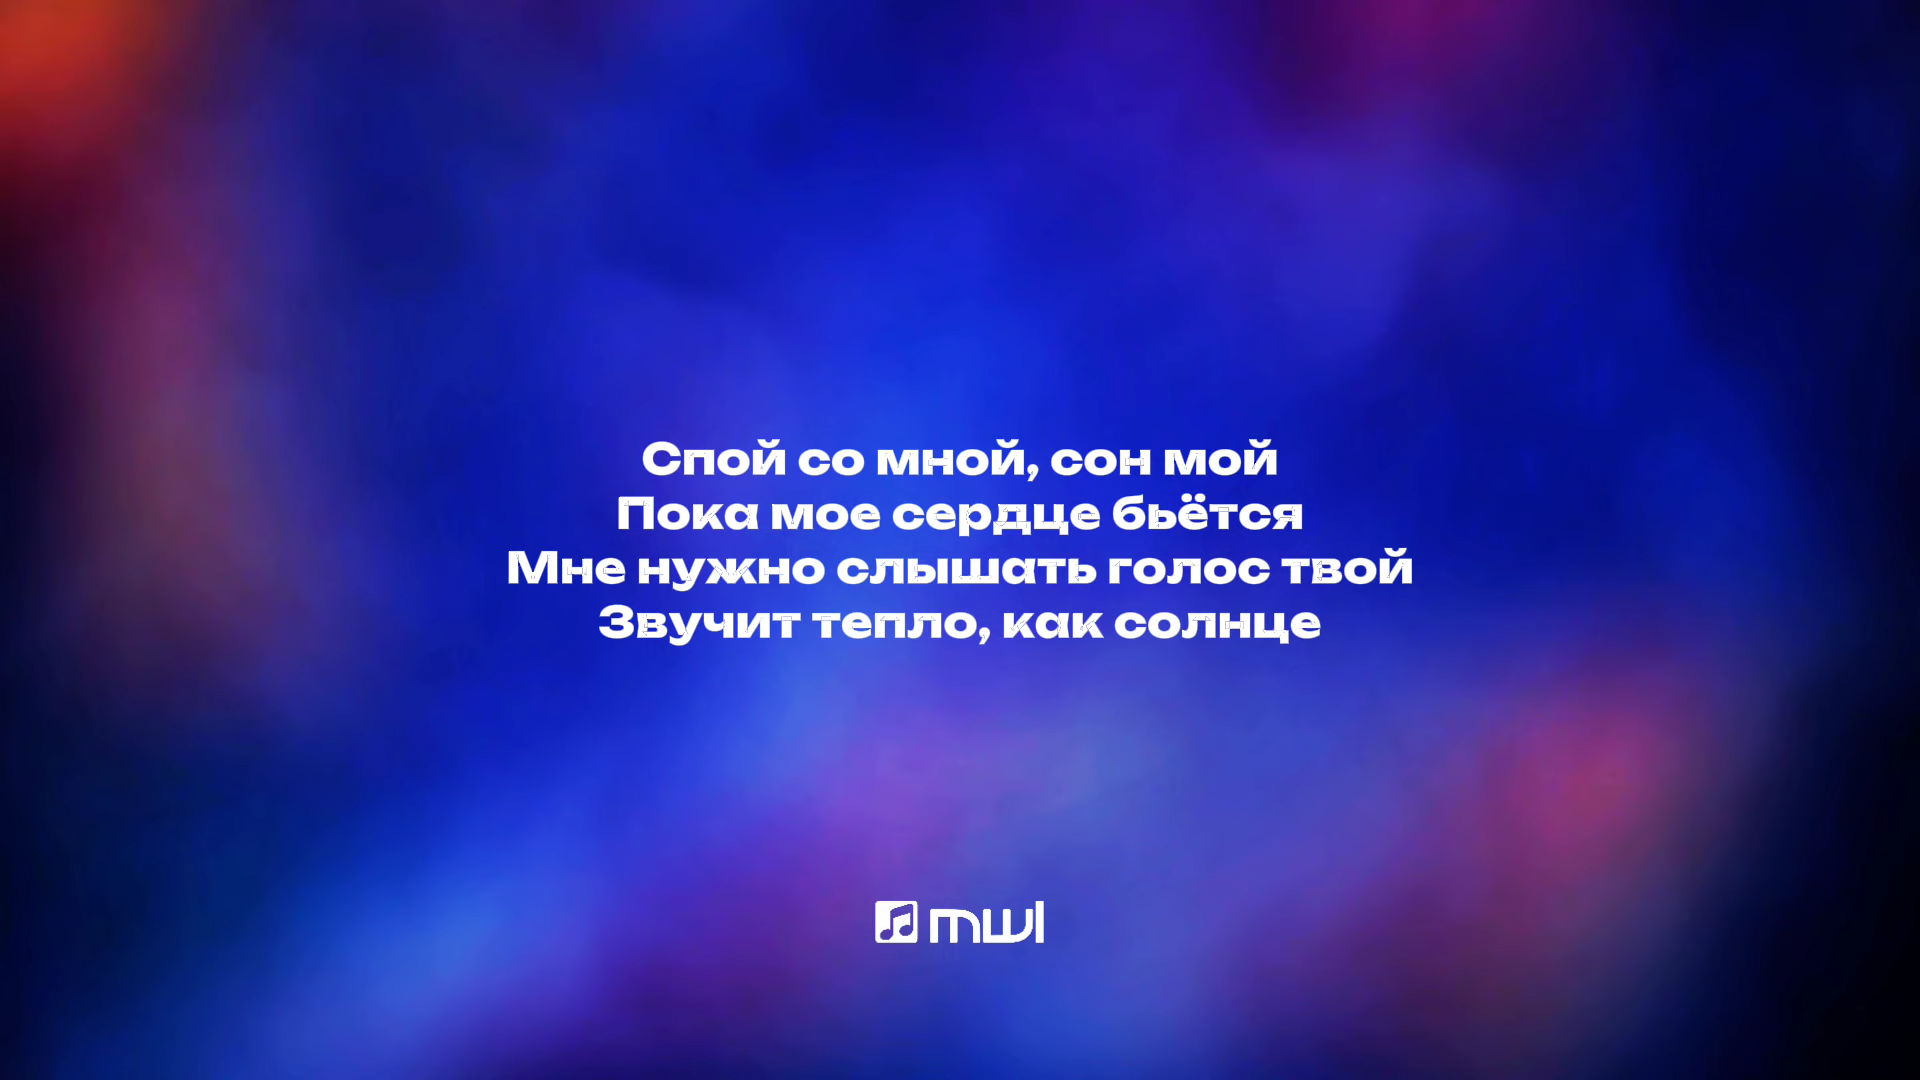 Спой со мной, сон мой
Пока мое сердце бьётся
Мне нужно слышать голос твой
Звучит тепло, как солнце
mwl